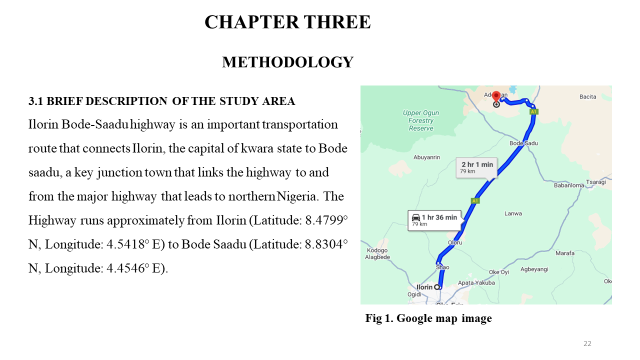 CHAPTER THREE
METHODOLOGY
3.1 BRIEF DESCRIPTION OF THE STUDY AREA
Ilorin Bode-Saadu highway is an important transportation
route that connects Ilorin, the capital of kwara state to Bode
saadu, a key junction town that links the highway to and
from the major highway that leads to northern Nigeria. The
Highway runs approximately from Ilorin (Latitude: 8.4799°
N, Longitude: 4.5418° E) to Bode Saadu (Latitude: 8.8304°
N, Longitude: 4.4546° E).
Bacita
Upper Ogun
Forestry
Reserve
Bode Sadu
Abuyanrin
2 hr 1 min
79 km
Babanloma
Tsaragi
Lanwa
1 hr 36 min
79 km
Oloru
Kodogo
Alagbede
Marafa
Oke Oyi
Agbeyangi
Apata-Yakuba
Ilorin
Ogidi
Fig 1. Google map image
22